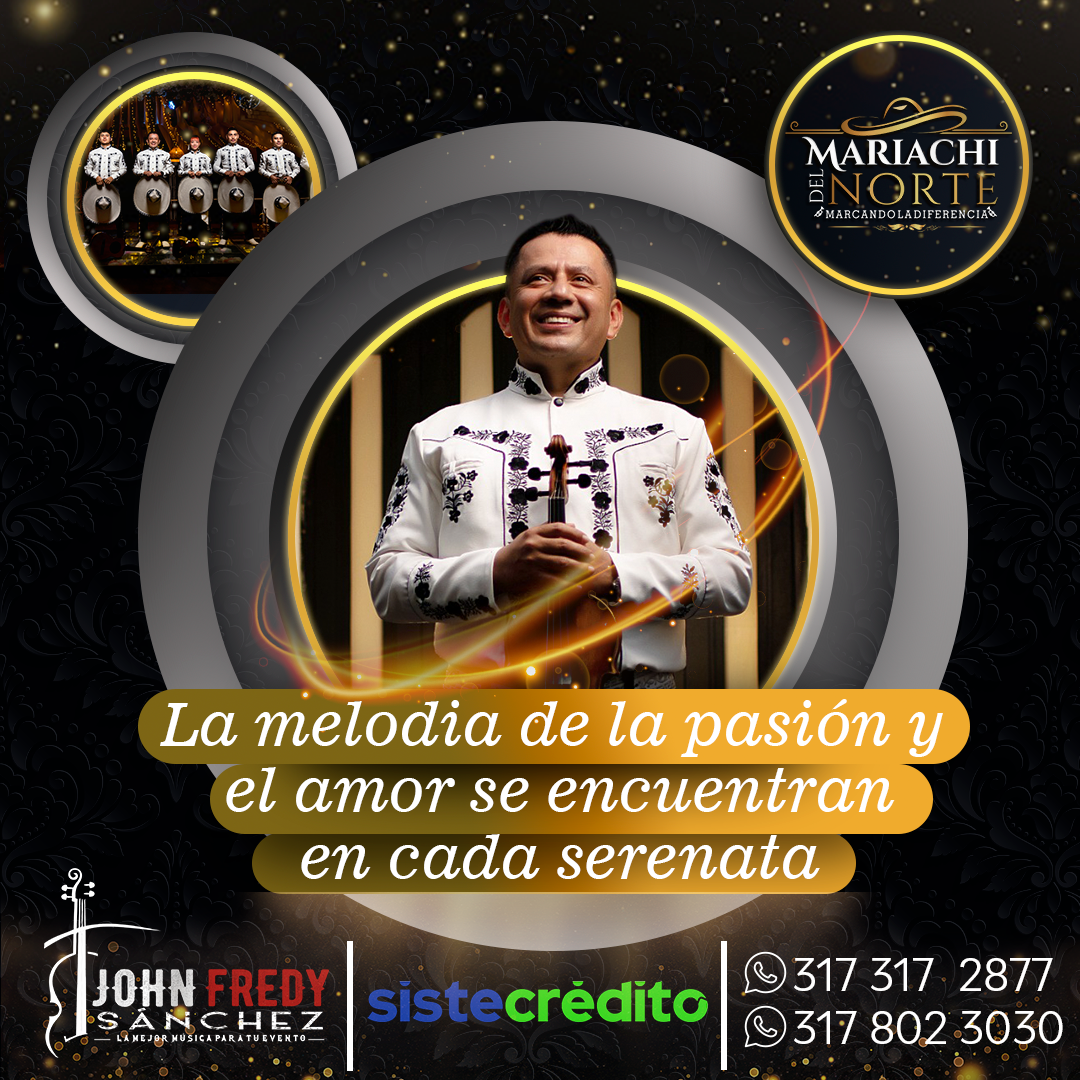 MARIACHI
DEL NORTE
MARCANDOLADIFERENCIA
La melodia de la pasión y
el amor se encuentran
en cada serenata
JOHN FREDY
SÁNCHEZ
LA MEJOR MUSICA PARA TU EVENTO
sistecrédito
317 317 2877
317 802 3030